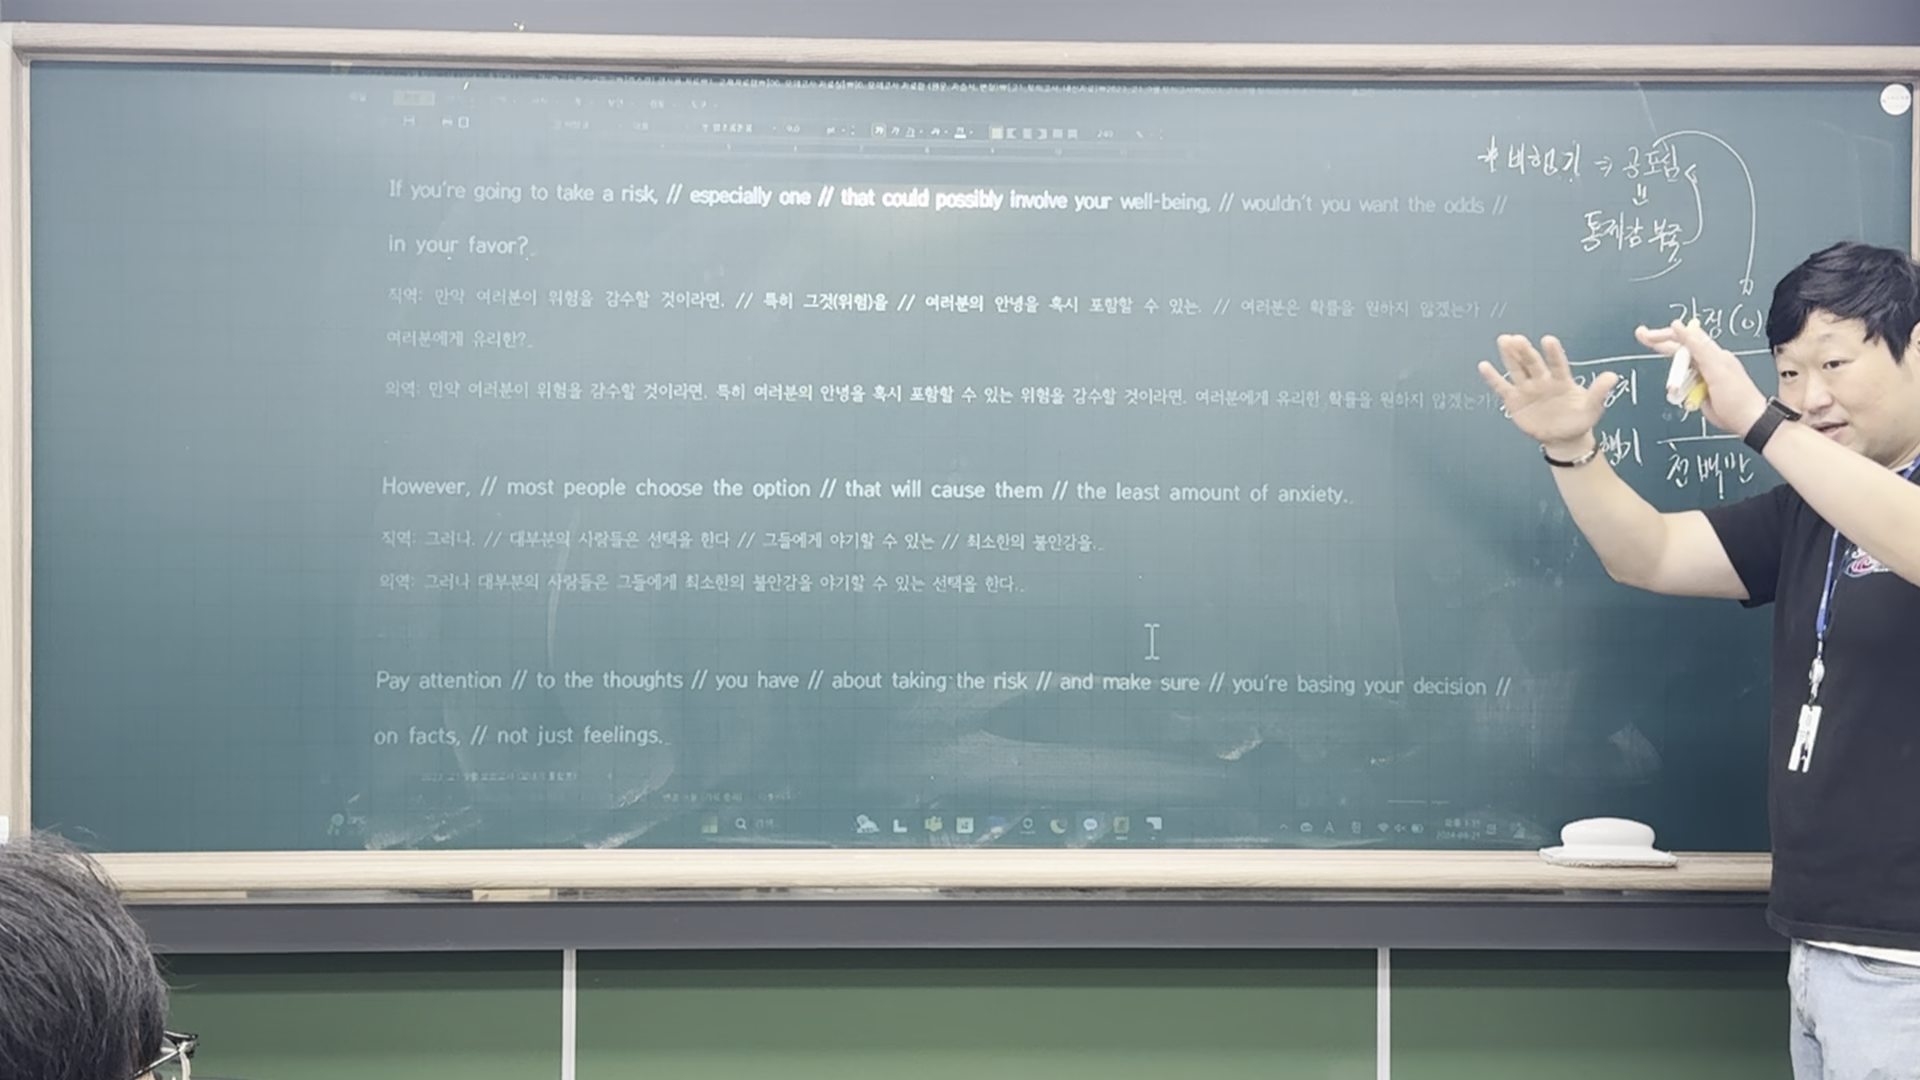 If you're going to take a risk, // especially one // that could possibly involve your well-being, // wouldn't you want the odds //
in your favor?
직역: 만약 여러분이 위험을 감수할 것이라면, // 특히 그것(위험)을 // 여러분의 안녕을 혹시 포함할 수 있는, // 여러분은 확률을 원하지 않겠는가 //
여러분에게 유리한?
의역: 만약 여러분이 위험을 감수할 것이라면, 특히 여러분의 안녕을 혹시 포함할 수 있는 위험을 감수할 것이라면, 여러분에게 유리한 확률을 원하지 않겠는가
However, // most people choose the option // that will cause them // the least amount of anxiety.
직역: 그러나, // 대부분의 사람들은 선택을 한다 // 그들에게 야기할 수 있는 // 최소한의 불안감을.
의역: 그러나 대부분의 사람들은 그들에게 최소한의 불안감을 야기할 수 있는 선택을 한다.
Pay attention // to the thoughts // you have // about taking the risk // and make sure // you're basing your decision //
on facts, // not just feelings.
* 비행기 → 공포심
통제감 부족
천백만